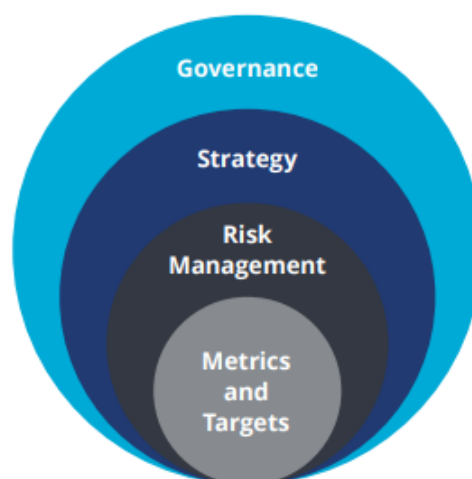 Governance
Strategy
Risk
Management
Metrics
and
Targets